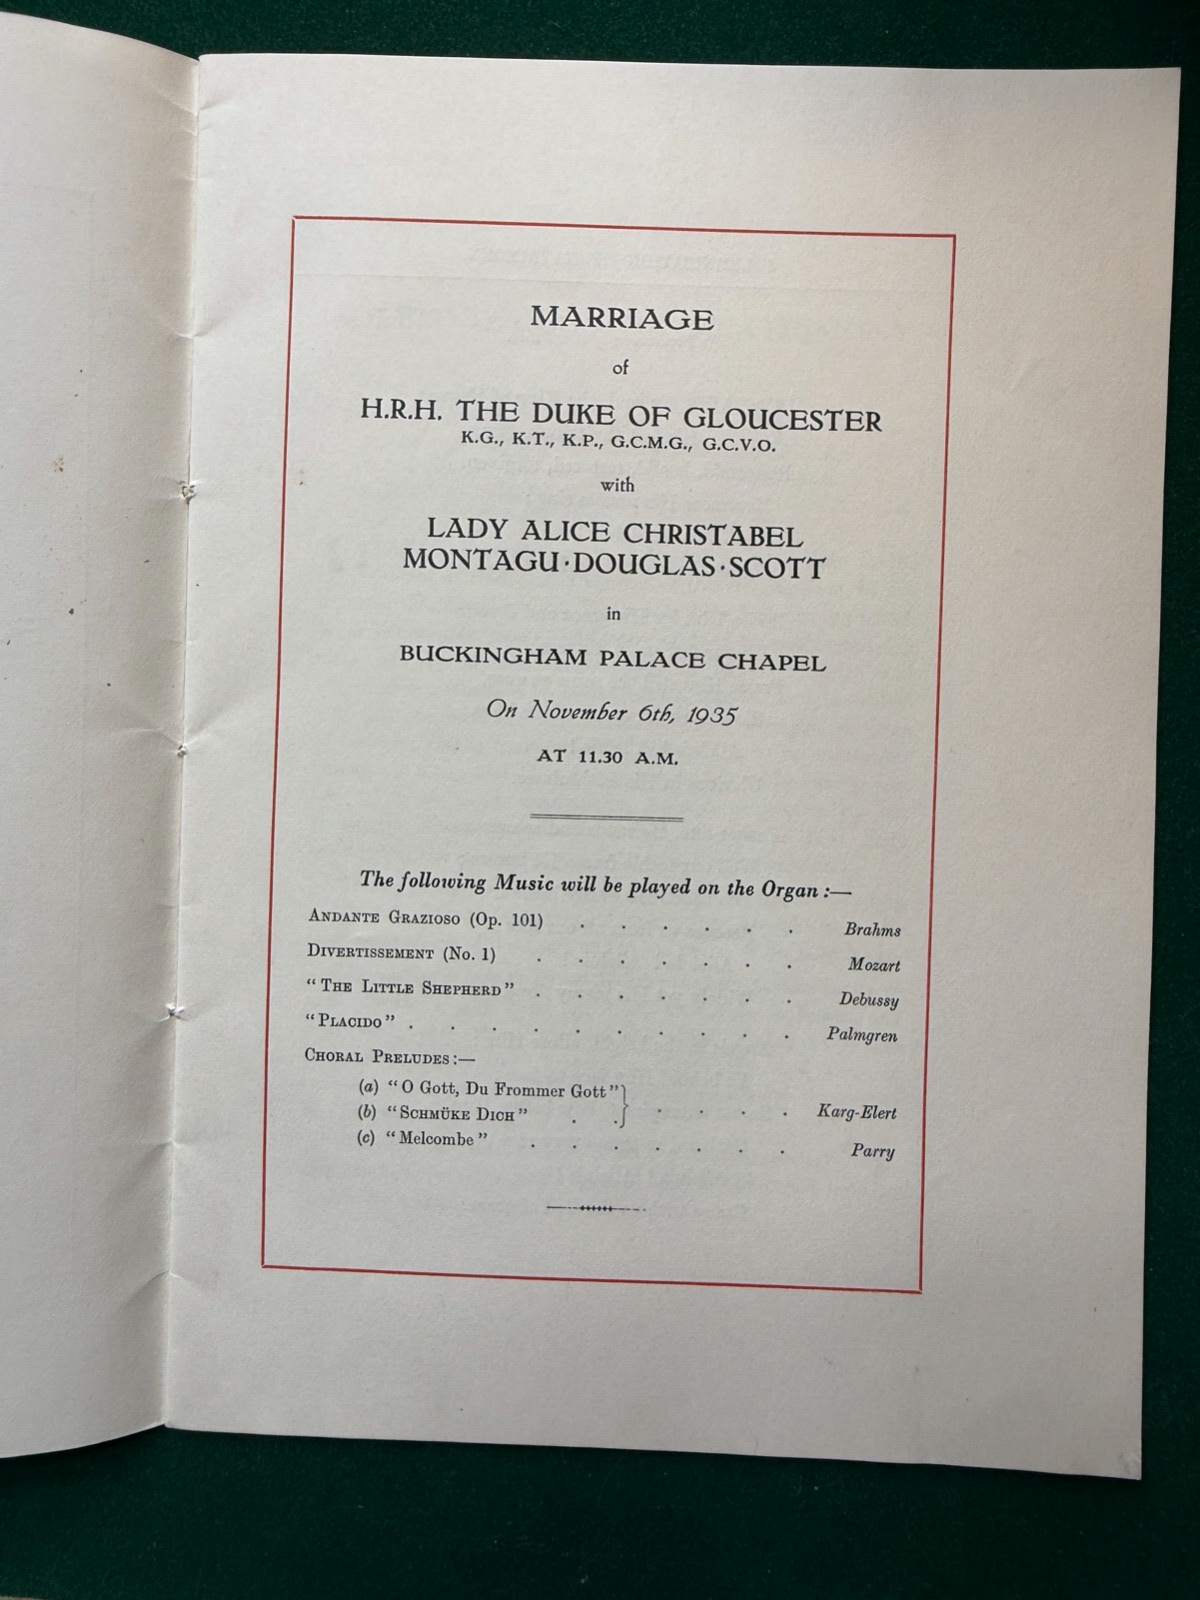 MARRIAGE
of
H.R.H. THE DUKE OF GLOUCESTER
K.G., K.T., K.P., G.C.M.G., G.C.V.O.
with
LADY ALICE CHRISTABEL
MONTAGU·DOUGLAS·SCOTT
in
BUCKINGHAM PALACE CHAPEL
On November 6th, 1935
AT 11.30 A.M.
The following Music will be played on the Organ :—
ANDANTE GRAZIOSO (Op. 101) . . . . . . Brahms
DIVERTISSEMENT (No. 1) . . . . . . . Mozart
"THE LITTLE SHEPHERD" . . . . . . . Debussy
"PLACIDO" . . . . . . . . . . Palmgren
CHORAL PRELUDES :—
(a) "O Gott, Du Frommer Gott"
(b) "SCHMÜKE DICH" . . } . . . . Karg-Elert
(c) "Melcombe" . . . . . . . Parry